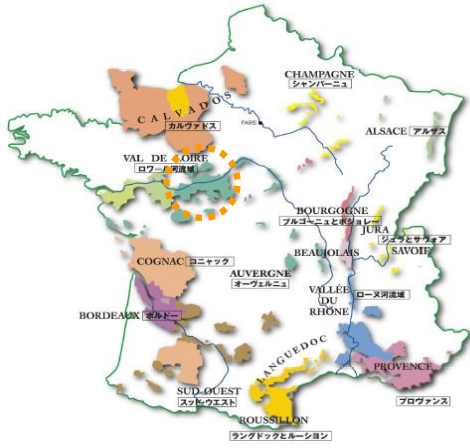 CHAMPAGNE
シャンパーニュ
CALVADOS
カルヴァドス
PARIS
ALSACE アルザス
VAL DE LOIRE
ロワール河流域
BOURGOGNE
ブルゴーニュとボジョレー
JURA
ジュラとサヴォア
SAVOIE
BEAUJOLAIS
COGNAC コニャック
AUVERGNE
オーヴェルニュ
VALLÉE
DU
RHÔNE
ローヌ河流域
BORDEAUX ボルドー
LANGUEDOC
PROVENCE
プロヴァンス
SUD-OUEST
スッド・ウエスト
ROUSSILLON
ラングドックとルーション